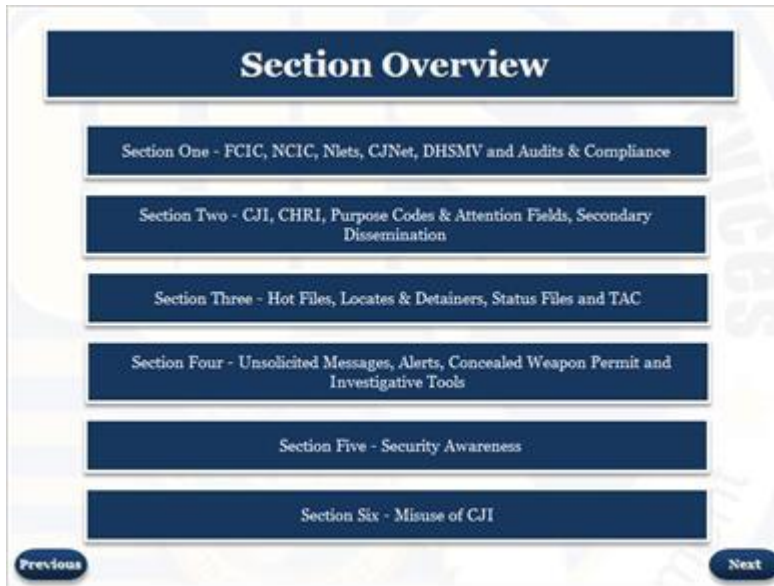 Section Overview
Section One - FCIC, NCIC, Nlets, CJNet, DHSMV and Audits & Compliance
Section Two - CJI, CHRI, Purpose Codes & Attention Fields, Secondary
Dissemination
Section Three - Hot Files, Locates & Detainers, Status Files and TAC
Section Four - Unsolicited Messages, Alerts, Concealed Weapon Permit and
Investigative Tools
Section Five - Security Awareness
Section Six - Misuse of CJI
Previous
Next